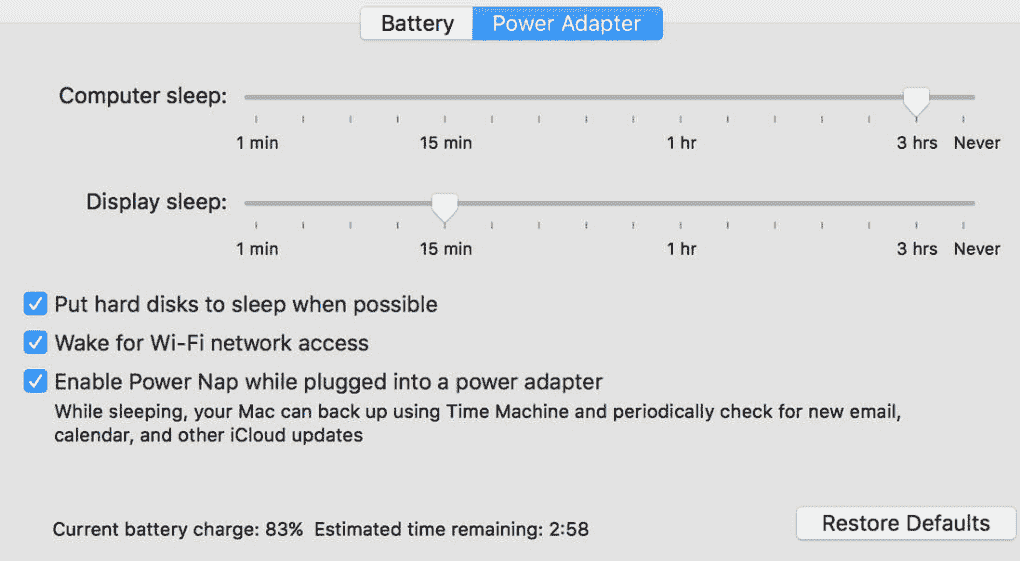 Battery Power Adapter
Computer sleep:
1 min 15 min 1 hr 3 hrs Never
Display sleep:
1 min 15 min 1 hr 3 hrs Never
Put hard disks to sleep when possible
Wake for Wi-Fi network access
Enable Power Nap while plugged into a power adapter
While sleeping, your Mac can back up using Time Machine and periodically check for new email,
calendar, and other iCloud updates
Current battery charge: 83% Estimated time remaining: 2:58
Restore Defaults